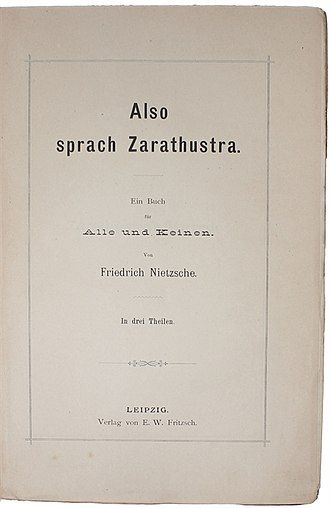 Also
sprach Zarathustra.
Ein Buch
für
Alle und Keinen.
Von
Friedrich Nietzsche.
In drei Theilen.
LEIPZIG.
Verlag von E. W. Fritzsch.